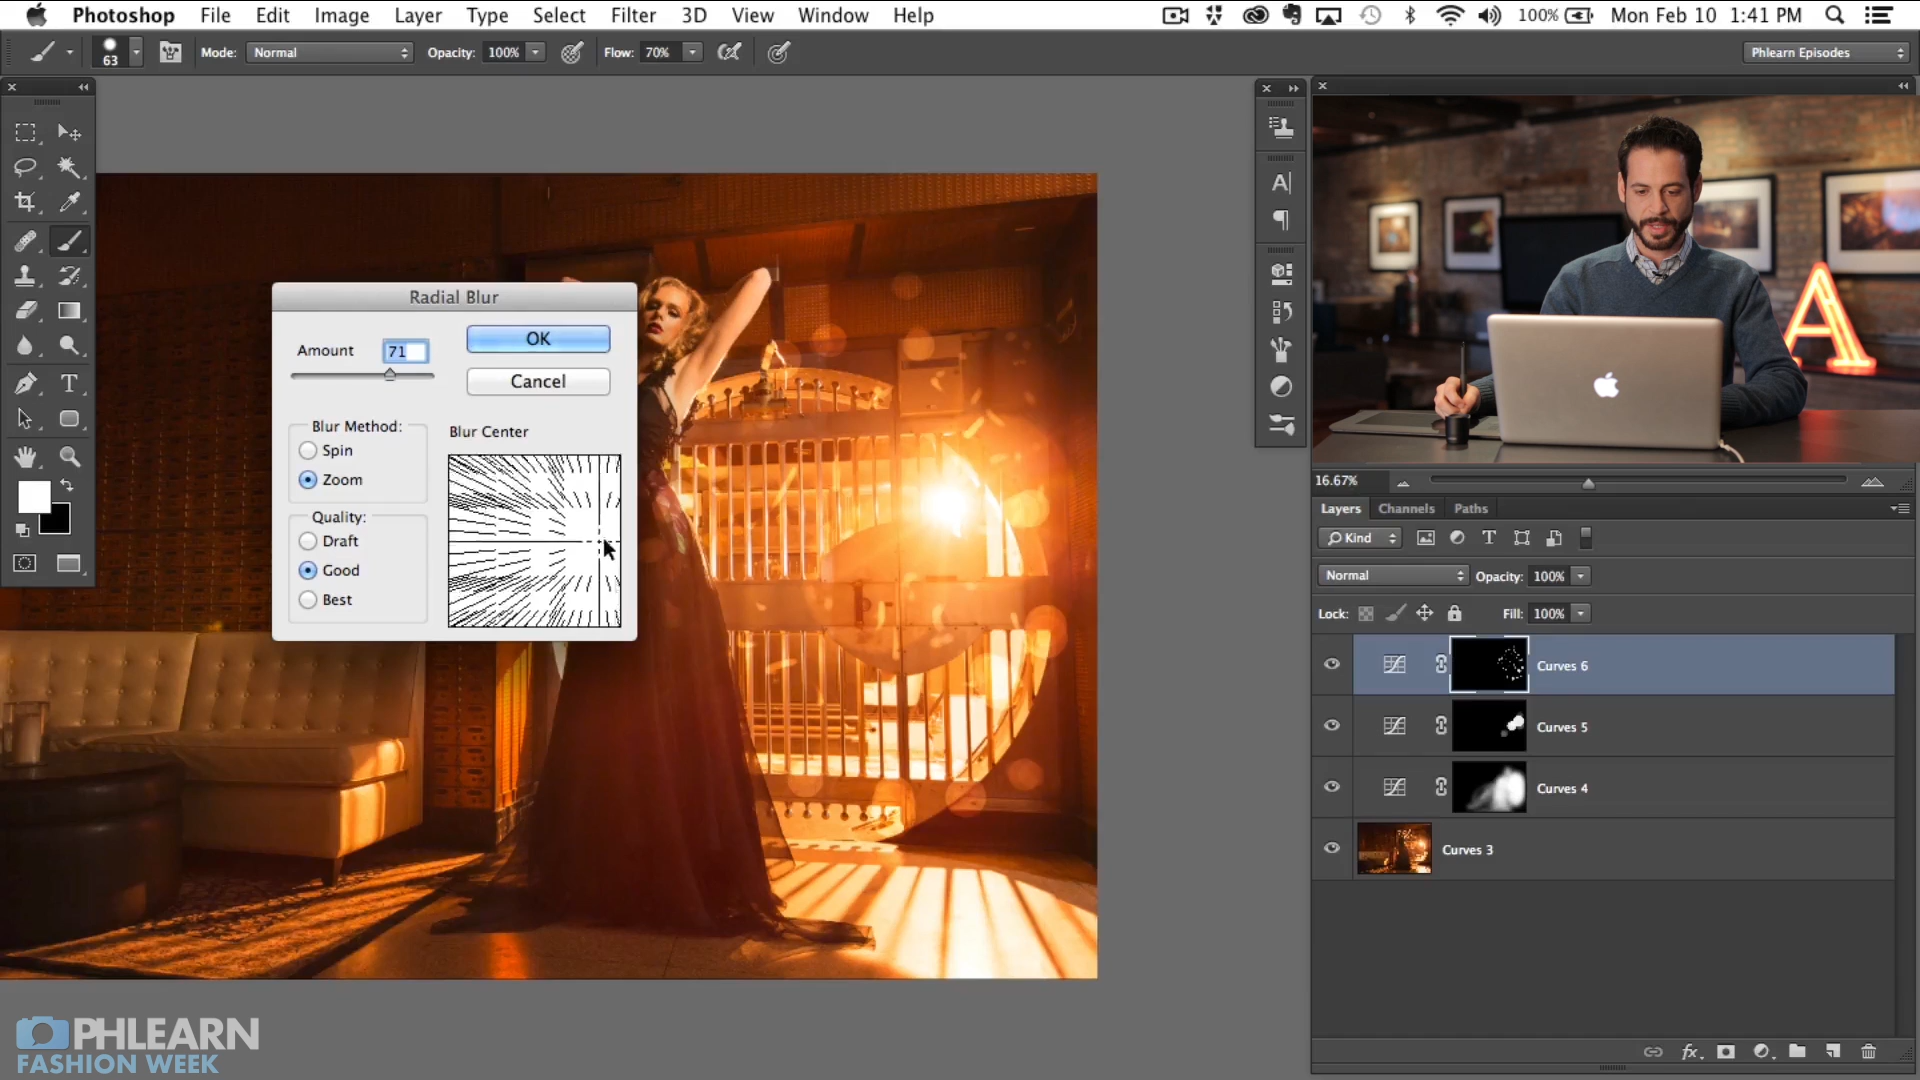 Photoshop File Edit Image Layer Type Select Filter 3D View Window Help 100% Mon Feb 10 1:41 PM
63 Mode: Normal Opacity: 100% Flow: 70% Phlearn Episodes
Radial Blur
Amount 71 OK
Cancel
Blur Method:
Spin
Zoom
Quality:
Draft
Good
Best
Blur Center
A
16.67%
Layers Channels Paths
Kind
Normal Opacity: 100%
Lock: Fill: 100%
Curves 6
Curves 5
Curves 4
Curves 3
fx
PHLEARN
FASHION WEEK